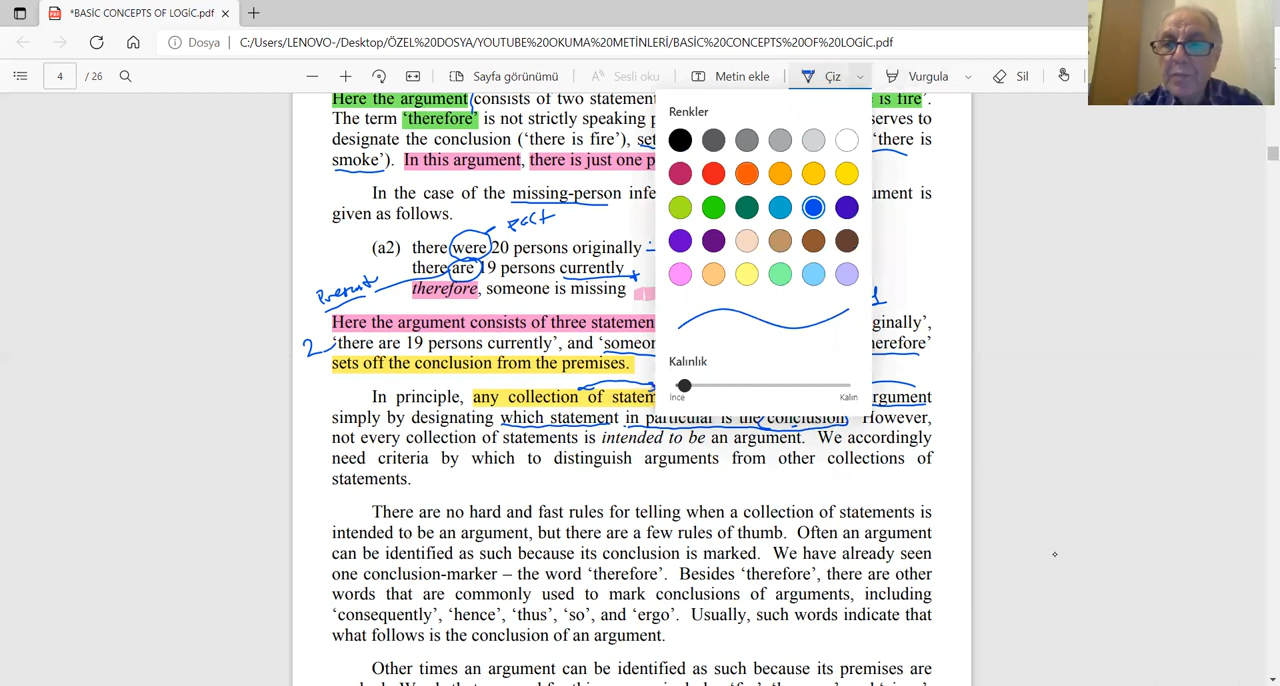 *BASIC CONCEPTS OF LOGİC.pdf
Dosya C:/Users/LENOVO-/Desktop/ÖZEL%20DOSYA/YOUTUBE%20OKUMA%20METİNLERİ/BASİC%20CONCEPTS%20OF%20LOGİC.pdf
4 / 26 Sayfa görünümü Sesli oku Metin ekle Çiz Vurgula Sil
Here the argument consists of two statement is fire’.
The term ‘therefore’ is not strictly speaking p serves to
designate the conclusion (‘there is fire’), set ‘there is
smoke’). In this argument, there is just one p
In the case of the missing-person infe ument is
given as follows.
past
(a2) there were 20 persons originally
there are 19 persons currently
Present
therefore, someone is missing
1
Here the argument consists of three statemen ginally’,
2 ‘there are 19 persons currently’, and ‘someon herefore’
sets off the conclusion from the premises.
In principle, any collection of statem rgument
simply by designating which statement in particular is the conclusion. However,
not every collection of statements is intended to be an argument. We accordingly
need criteria by which to distinguish arguments from other collections of
statements.
There are no hard and fast rules for telling when a collection of statements is
intended to be an argument, but there are a few rules of thumb. Often an argument
can be identified as such because its conclusion is marked. We have already seen
one conclusion-marker – the word ‘therefore’. Besides ‘therefore’, there are other
words that are commonly used to mark conclusions of arguments, including
‘consequently’, ‘hence’, ‘thus’, ‘so’, and ‘ergo’. Usually, such words indicate that
what follows is the conclusion of an argument.
Other times an argument can be identified as such because its premises are
Renkler
Kalınlık
İnce Kalın